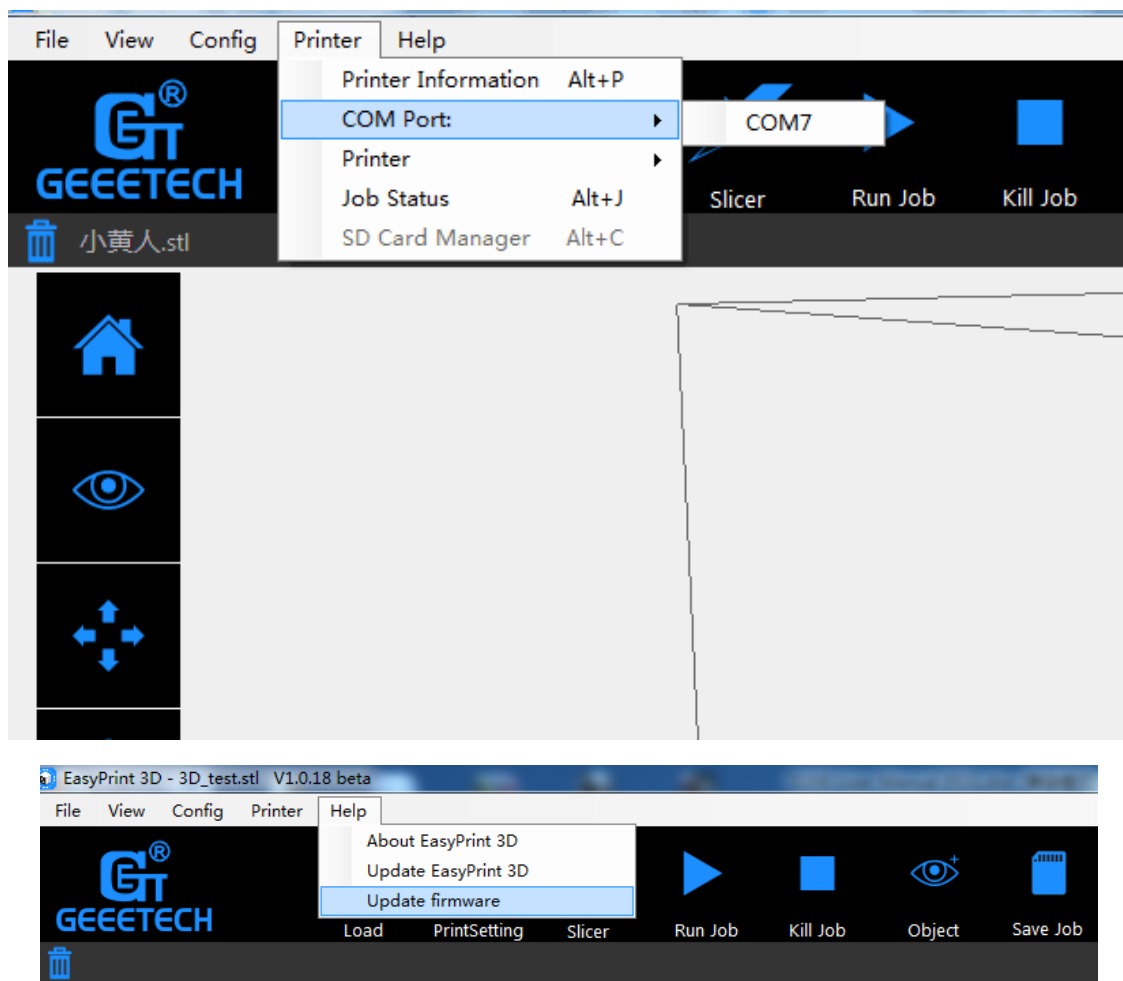 File View Config Printer Help
Printer Information Alt+P
COM Port: COM7
Printer
Job Status Alt+J
SD Card Manager Alt+C
GEEETECH ®
Slicer Run Job Kill Job
小黄人.stl
EasyPrint 3D - 3D_test.stl V1.0.18 beta
File View Config Printer Help
About EasyPrint 3D
Update EasyPrint 3D
Update firmware
GEEETECH ®
Load PrintSetting Slicer Run Job Kill Job Object Save Job